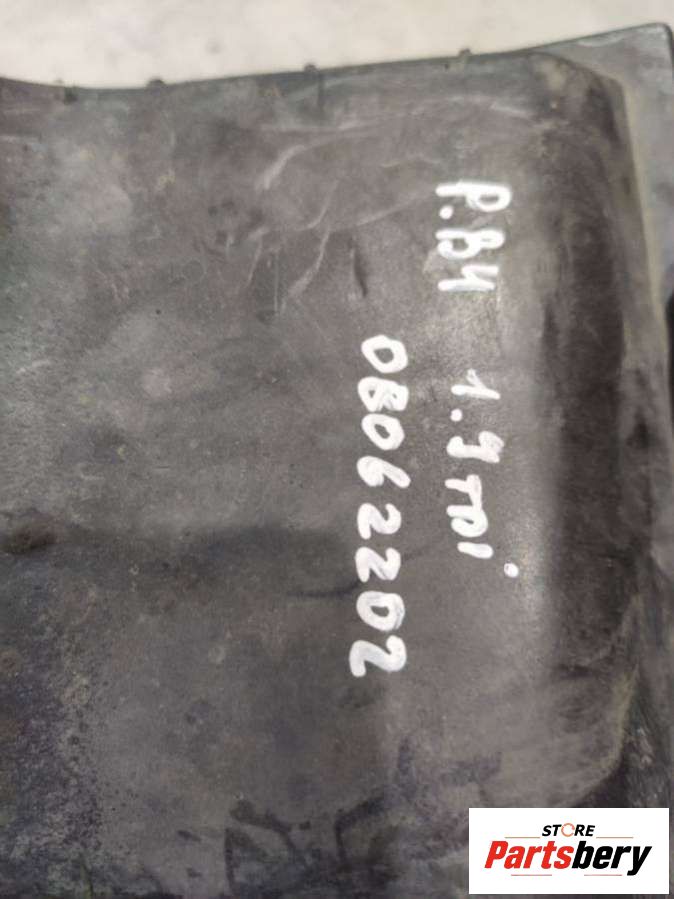 P.B4 1.9TDi
08062202
STORE
Partsbery